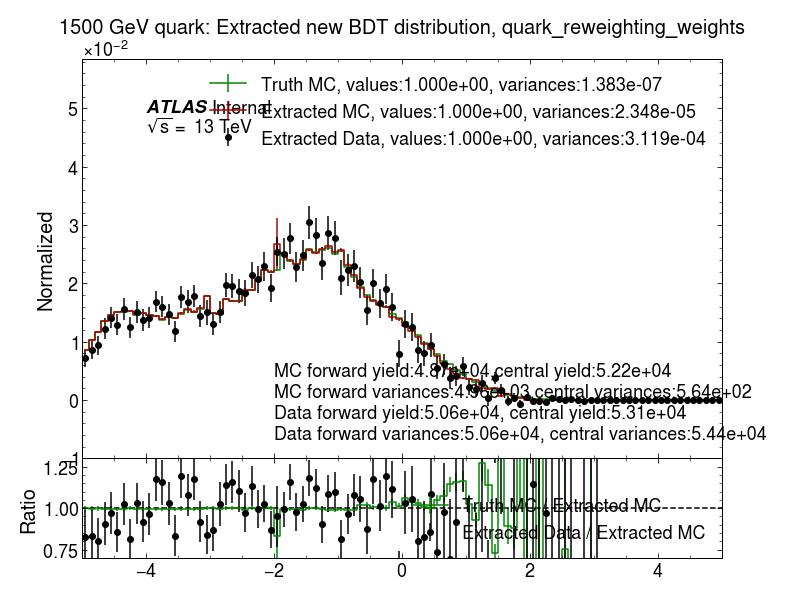 1500 GeV quark: Extracted new BDT distribution, quark_reweighting_weights
×10⁻²
Truth MC, values:1.000e+00, variances:1.383e-07
ATLAS Internal
Extracted MC, values:1.000e+00, variances:2.348e-05
√s = 13 TeV
Extracted Data, values:1.000e+00, variances:3.119e-04
Normalized
5
4
3
2
1
0
MC forward yield:4.87e+04, central yield:5.22e+04
MC forward variances: central variances:5.64e+02
Data forward yield:5.06e+04, central yield:5.31e+04
Data forward variances:5.06e+04, central variances:5.44e+04
Ratio
1.25
1.00
0.75
Truth MC / Extracted MC
Extracted Data / Extracted MC
−4 −2 0 2 4